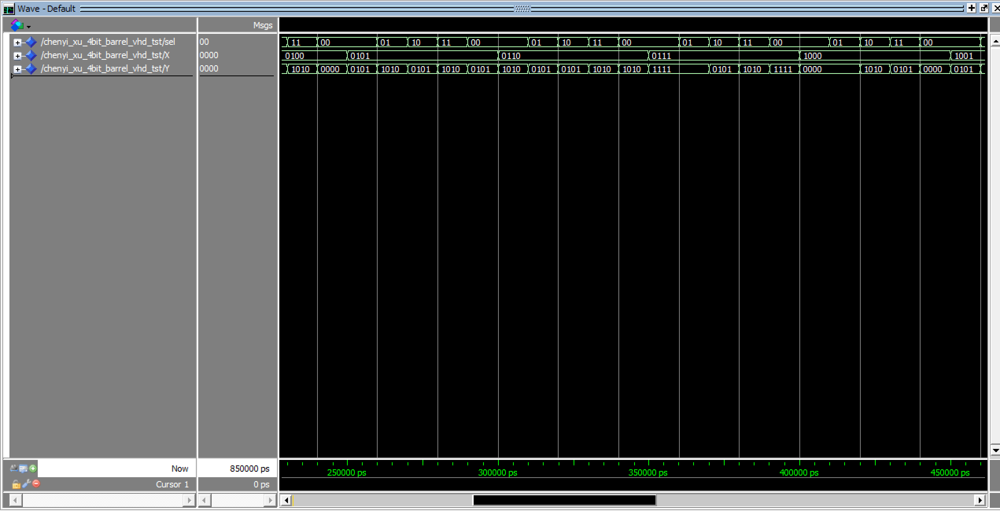 Wave - Default
Msgs
/chenyi_xu_4bit_barrel_vhd_tst/sel 00 11 00 01 10 11 00 01 10 11 00 01 10 11 00 01 10 11 00
/chenyi_xu_4bit_barrel_vhd_tst/X 0000 0100 0101 0110 0111 1000 1001
/chenyi_xu_4bit_barrel_vhd_tst/Y 0000 1010 0000 0101 1010 0101 1010 0101 1010 0101 0101 1010 1010 1111 0101 1010 1111 0000 1010 0101 0000 0101
Now 850000 ps 250000 ps 300000 ps 350000 ps 400000 ps 450000 ps
Cursor 1 0 ps